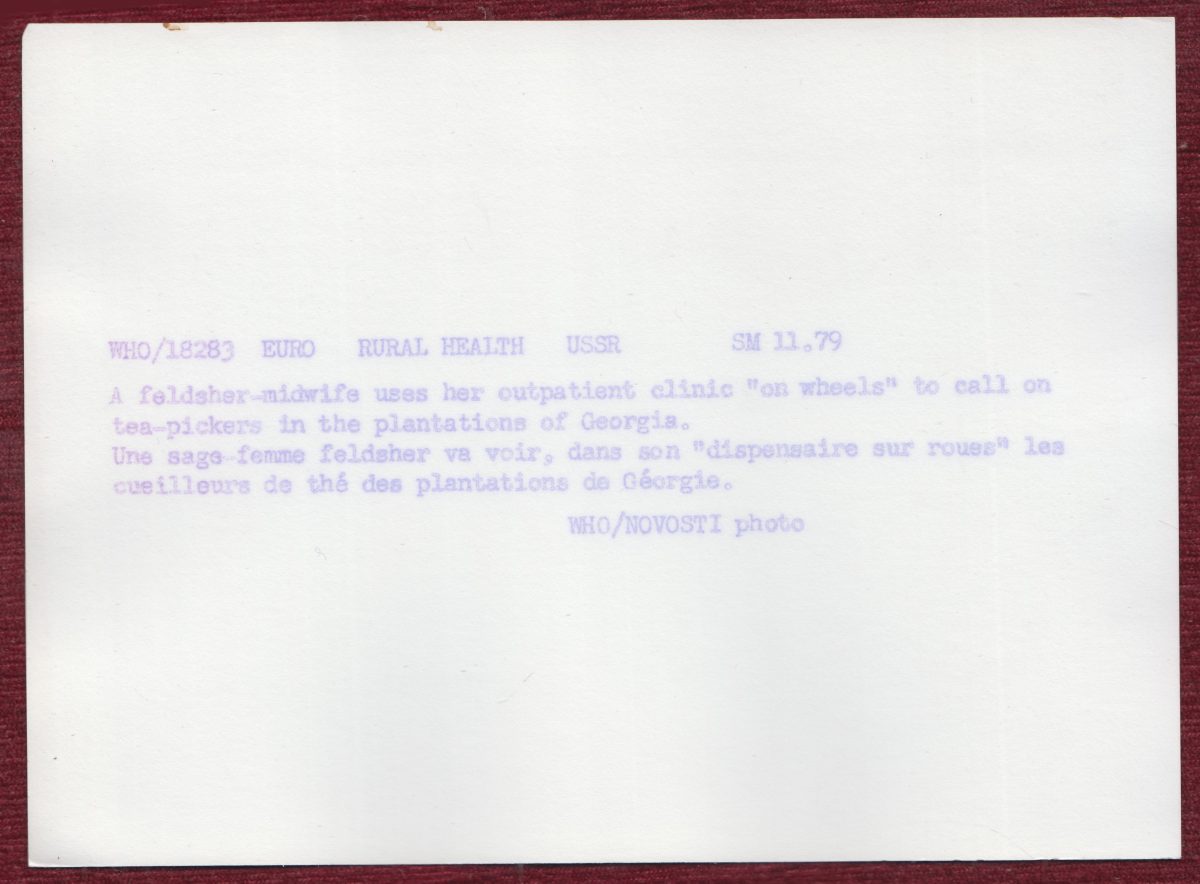 WHO/18283 EURO RURAL HEALTH USSR SM 11.79
A feldsher-midwife uses her outpatient clinic "on wheels" to call on
tea-pickers in the plantations of Georgia.
Une sage-femme feldsher va voir, dans son "dispensaire sur roues" les
cueilleurs de thé des plantations de Géorgie.
WHO/NOVOSTI photo